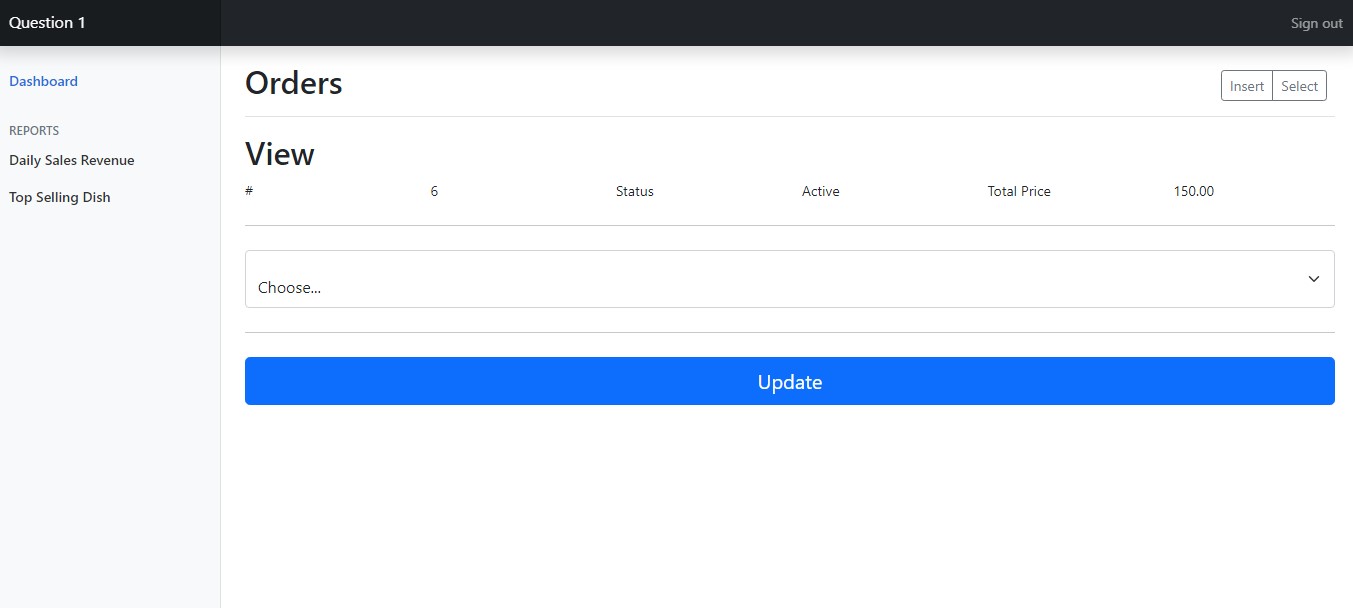 Question 1
Sign out
Dashboard
REPORTS
Daily Sales Revenue
Top Selling Dish
Orders
Insert Select
View
# 6 Status Active Total Price 150.00
Choose...
Update